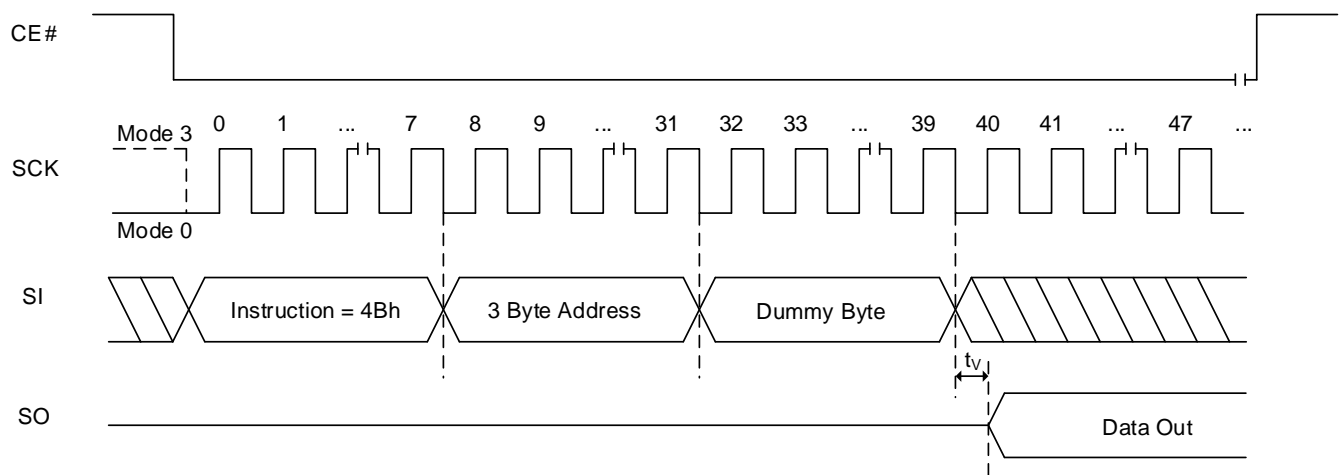 CE#
Mode 3 0 1 ... 7 8 9 ... 31 32 33 ... 39 40 41 ... 47 ...
SCK
Mode 0
SI Instruction = 4Bh 3 Byte Address Dummy Byte
tV
SO Data Out